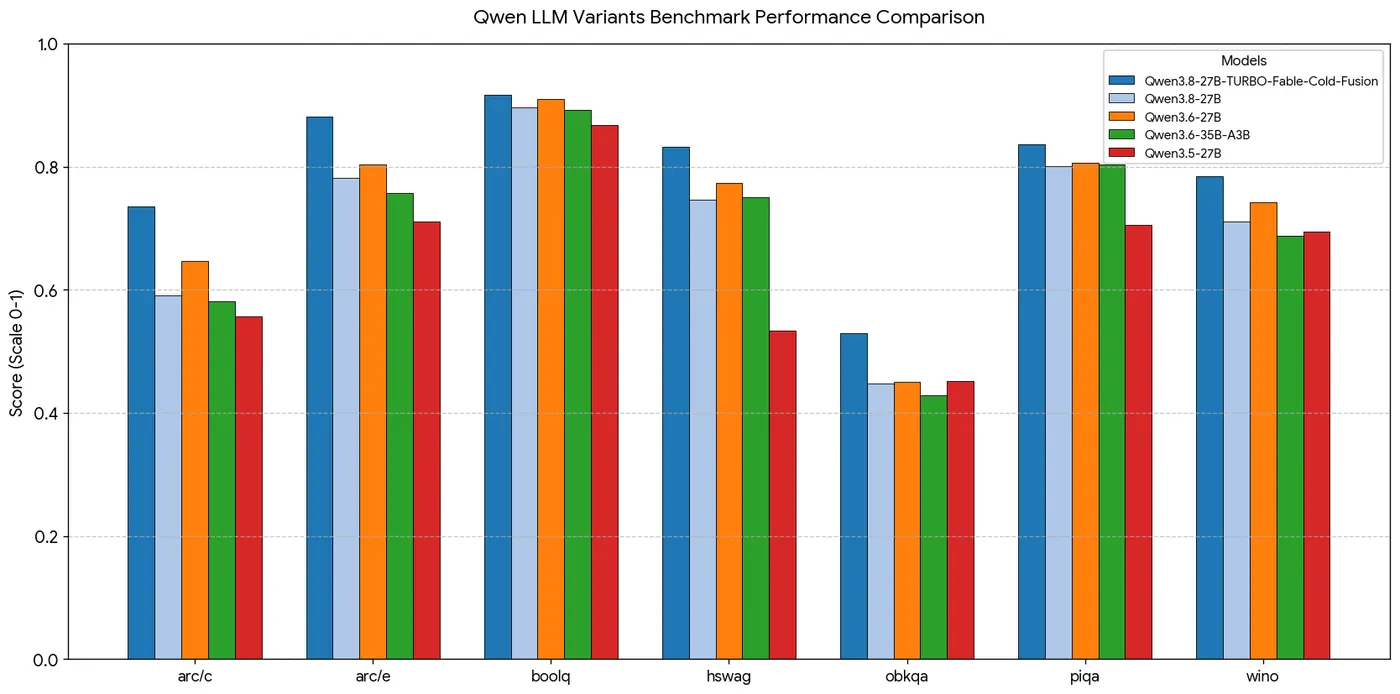 Qwen LLM Variants Benchmark Performance Comparison
Models
Qwen3.8-27B-TURBO-Fable-Cold-Fusion
Qwen3.8-27B
Qwen3.6-27B
Qwen3.6-35B-A3B
Qwen3.5-27B
Score (Scale 0-1)
1.0
0.8
0.6
0.4
0.2
0.0
arc/c arc/e boolq hswag obkqa piqa wino